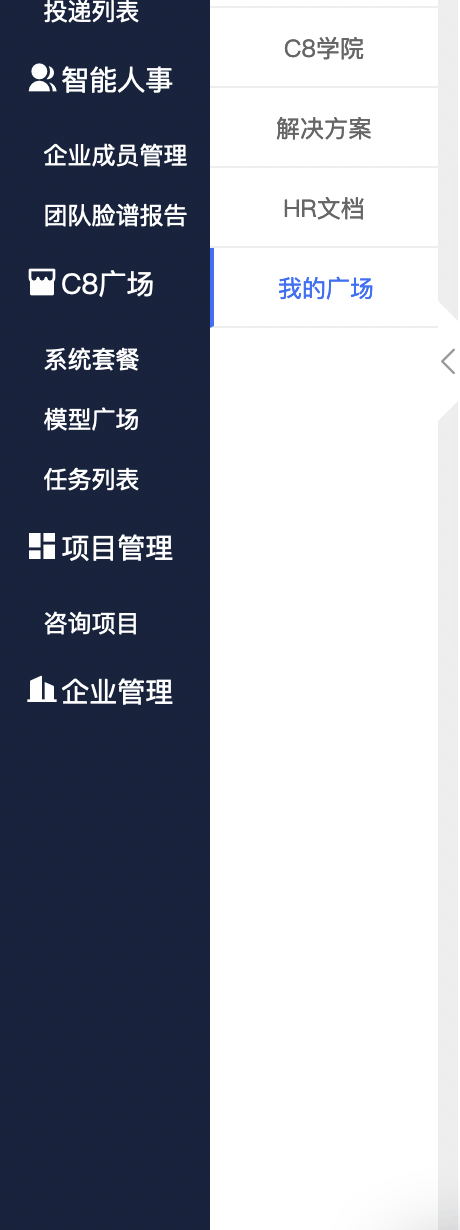 投递列表
智能人事
企业成员管理
团队脸谱报告
C8广场
系统套餐
模型广场
任务列表
项目管理
咨询项目
企业管理
C8学院
解决方案
HR文档
我的广场